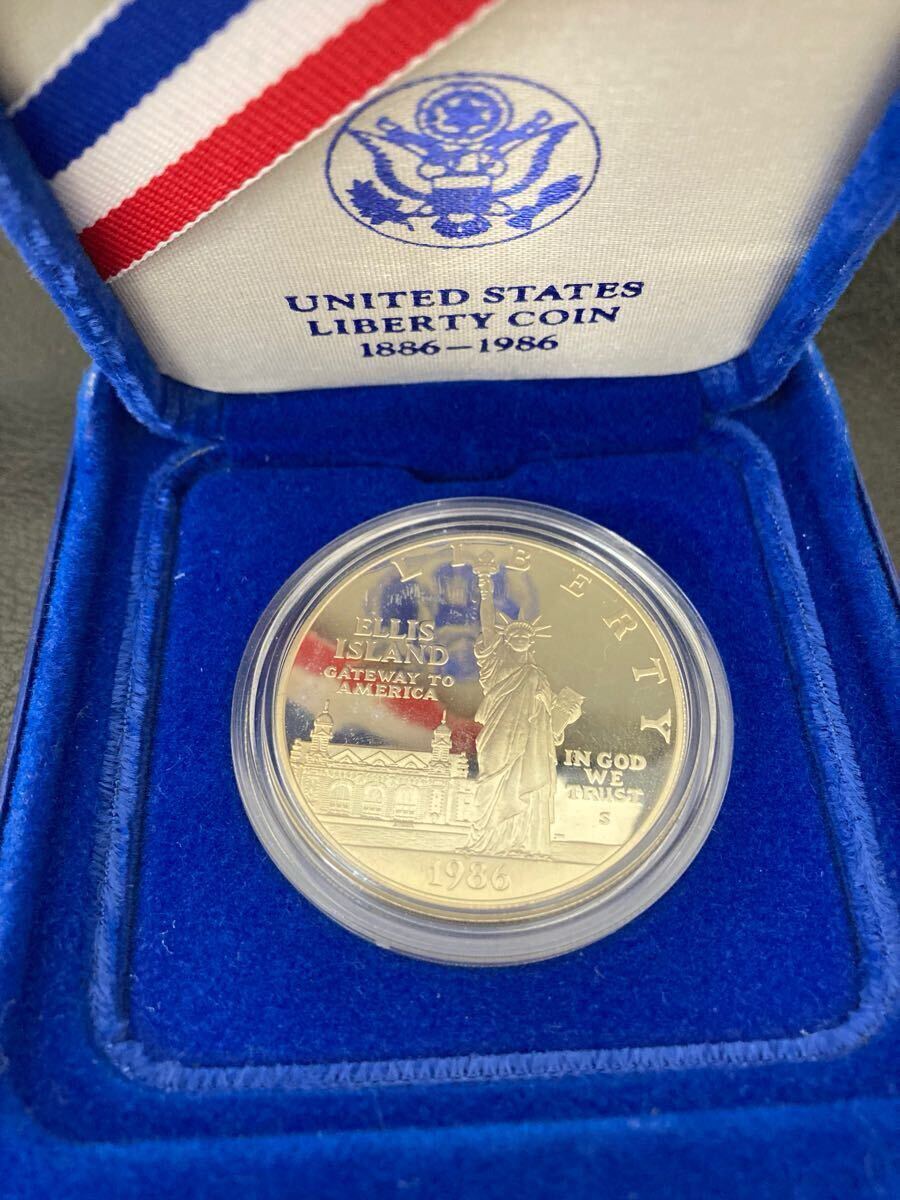 UNITED STATES
LIBERTY COIN
1886–1986
LIBERTY
ELLIS
ISLAND
GATEWAY TO
AMERICA
IN GOD
WE
TRUST
S
1986